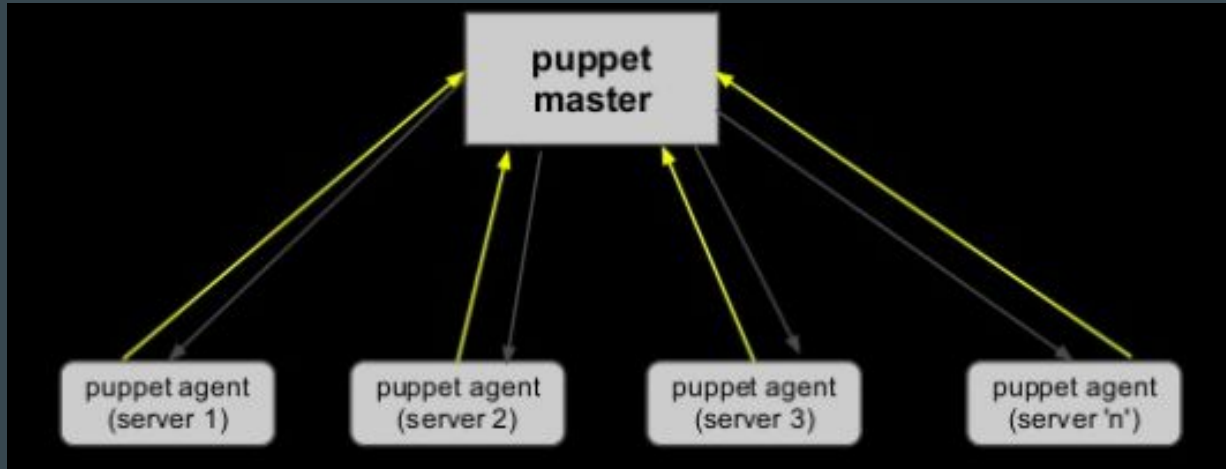 puppet
master
puppet agent
(server 1)
puppet agent
(server 2)
puppet agent
(server 3)
puppet agent
(server 'n')